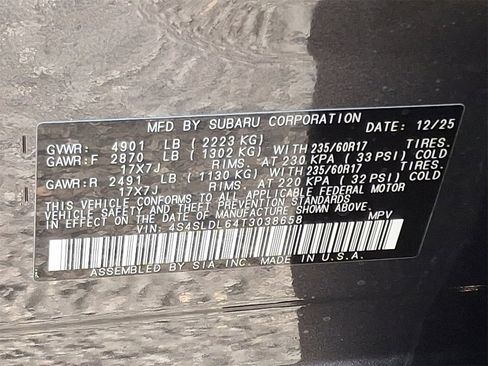 MFD BY SUBARU CORPORATION DATE: 12/25
GVWR: 4901 LB ( 2223 KG)
GAWR:F 2870 LB ( 1302 KG) WITH 235/60R17 TIRES.
17X7J RIMS. AT 230 KPA ( 33 PSI) COLD
GAWR:R 2491 LB ( 1130 KG) WITH 235/60R17 TIRES.
17X7J RIMS. AT 220 KPA ( 32 PSI) COLD
THIS VEHICLE CONFORMS TO ALL APPLICABLE FEDERAL MOTOR
VEHICLE SAFETY AND THEFT PREVENTION STANDARDS
IN EFFECT ON THE DATE OF MANUFACTURE SHOWN ABOVE.
VIN: 4S4SLDL64T3038658 MPV
ASSEMBLED BY SIA INC. MADE IN U.S.A.